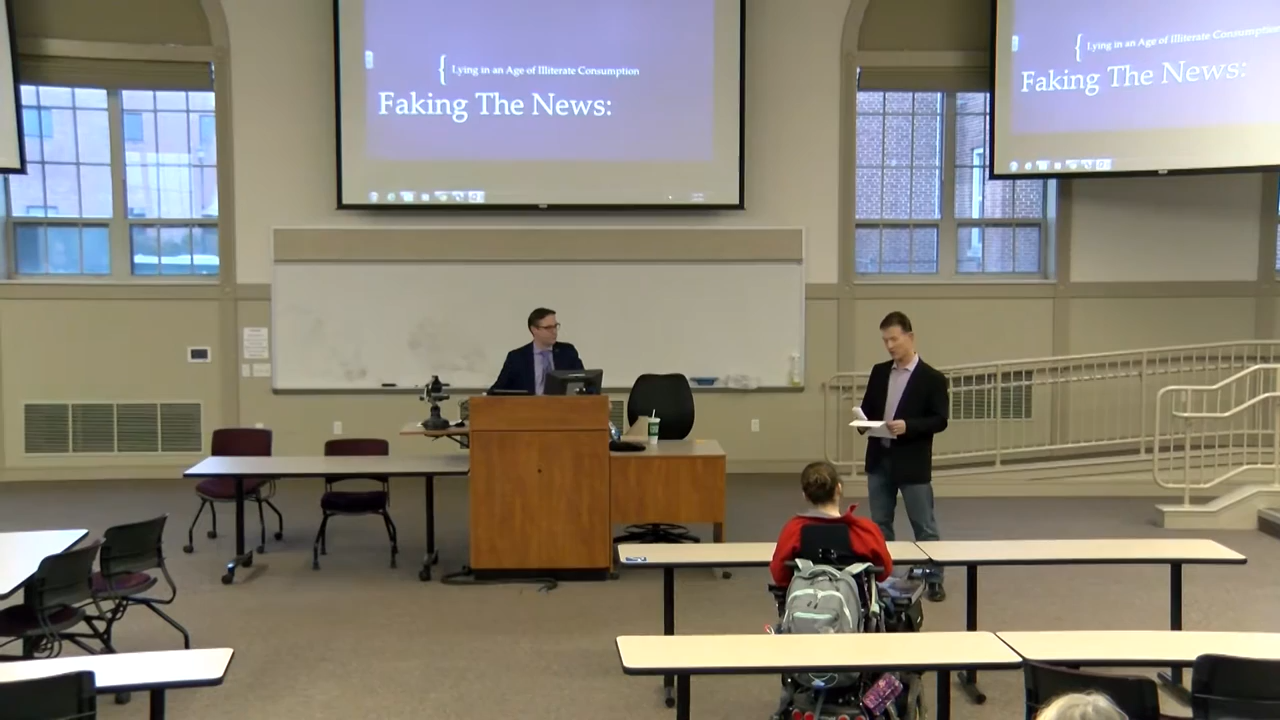 { Lying in an Age of Illiterate Consumption
Faking The News:
{ Lying in an Age of Illiterate Consumption
Faking The News: